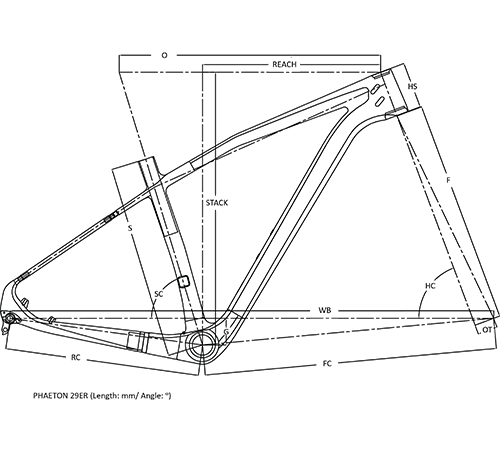 O
REACH
HS
F
S
STACK
SC
HC
WB
G
OT
RC
FC
PHAETON 29ER (Length: mm/ Angle: °)